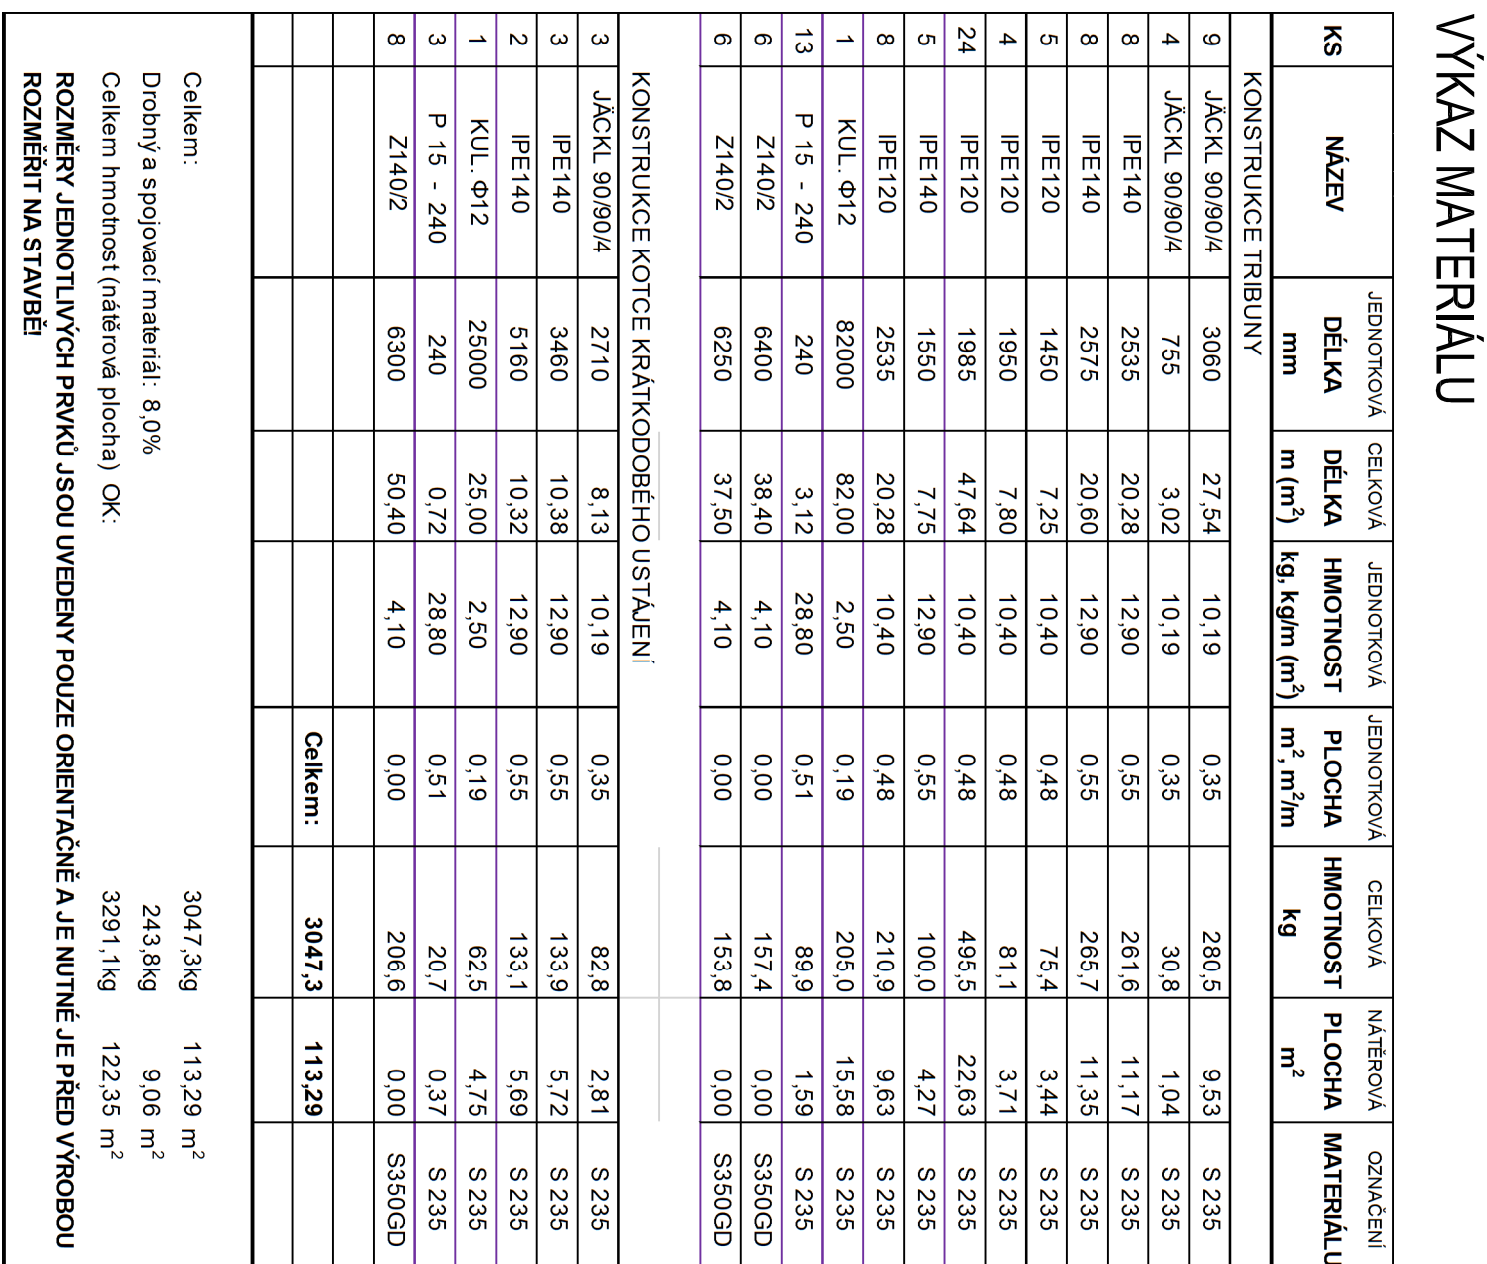 VÝKAZ MATERIÁLU
KS NÁZEV JEDNOTKOVÁ DÉLKA mm CELKOVÁ DÉLKA m (m²) JEDNOTKOVÁ HMOTNOST kg, kg/m (m²) JEDNOTKOVÁ PLOCHA m², m²/m CELKOVÁ HMOTNOST kg NÁTĚROVÁ PLOCHA m² OZNAČENÍ MATERIÁLU
KONSTRUKCE TRIBUNY
9 JÄCKL 90/90/4 3060 27,54 10,19 0,35 280,5 9,53 S 235
4 JÄCKL 90/90/4 755 3,02 10,19 0,35 30,8 1,04 S 235
8 IPE140 2535 20,28 12,90 0,55 261,6 11,17 S 235
8 IPE140 2575 20,60 12,90 0,55 265,7 11,35 S 235
5 IPE120 1450 7,25 10,40 0,48 75,4 3,44 S 235
4 IPE120 1950 7,80 10,40 0,48 81,1 3,71 S 235
24 IPE120 1985 47,64 10,40 0,48 495,5 22,63 S 235
5 IPE140 1550 7,75 12,90 0,55 100,0 4,27 S 235
8 IPE120 2535 20,28 10,40 0,48 210,9 9,63 S 235
1 KUL. Φ12 82000 82,00 2,50 0,19 205,0 15,58 S 235
13 P 15 - 240 240 3,12 28,80 0,51 89,9 1,59 S 235
6 Z140/2 6400 38,40 4,10 0,00 157,4 0,00 S350GD
6 Z140/2 6250 37,50 4,10 0,00 153,8 0,00 S350GD
KONSTRUKCE KOTCE KRÁTKODOBÉHO USTÁJENÍ
3 JÄCKL 90/90/4 2710 8,13 10,19 0,35 82,8 2,81 S 235
3 IPE140 3460 10,38 12,90 0,55 133,9 5,72 S 235
2 IPE140 5160 10,32 12,90 0,55 133,1 5,69 S 235
1 KUL. Φ12 25000 25,00 2,50 0,19 62,5 4,75 S 235
3 P 15 - 240 240 0,72 28,80 0,51 20,7 0,37 S 235
8 Z140/2 6300 50,40 4,10 0,00 206,6 0,00 S350GD
Celkem: 3047,3 113,29
Celkem: 3047,3kg 113,29 m²
Drobný a spojovací materiál: 8,0% 243,8kg 9,06 m²
Celkem hmotnost (nátěrová plocha) OK: 3291,1kg 122,35 m²
ROZMĚRY JEDNOTLIVÝCH PRVKŮ JSOU UVEDENY POUZE ORIENTAČNĚ A JE NUTNÉ JE PŘED VÝROBOU
ROZMĚŘIT NA STAVBĚ!